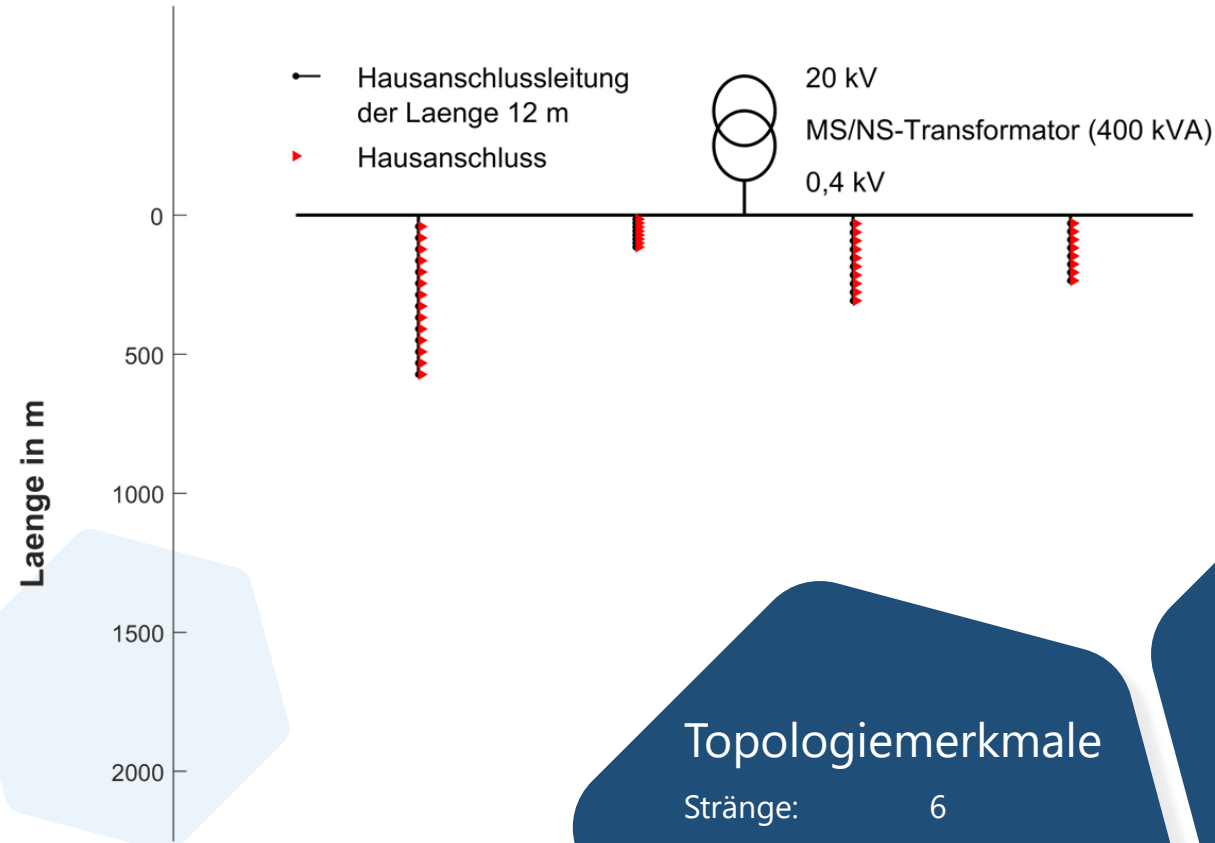 Hausanschlussleitung
der Laenge 12 m
Hausanschluss
20 kV
MS/NS-Transformator (400 kVA)
0,4 kV
0
500
1000
1500
2000
Laenge in m
Topologiemerkmale
Stränge: 6